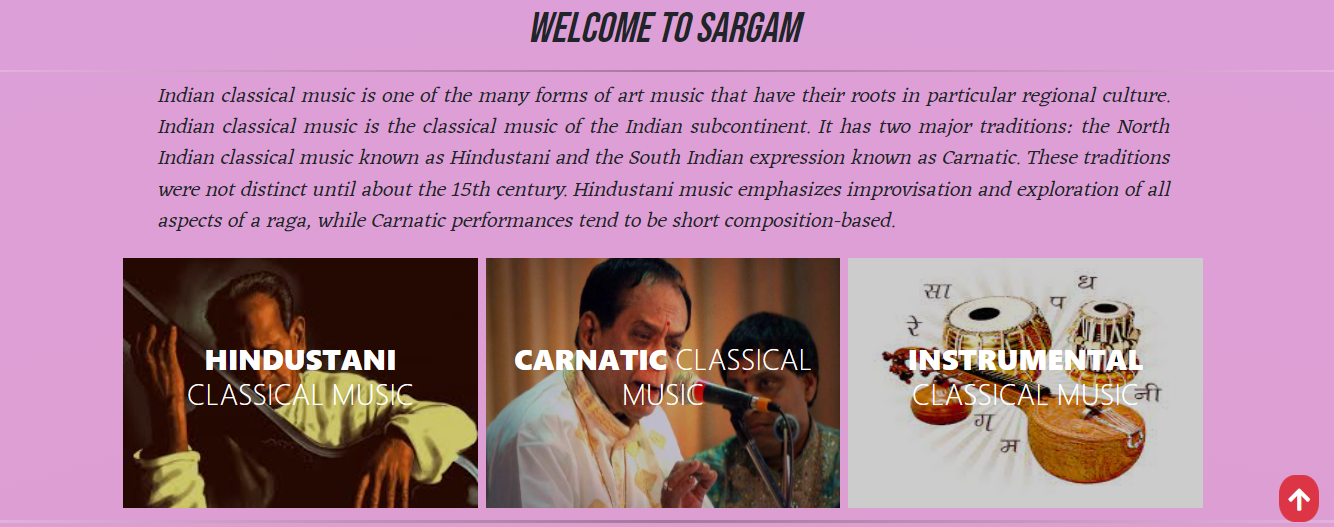 WELCOME TO SARGAM
Indian classical music is one of the many forms of art music that have their roots in particular regional culture.
Indian classical music is the classical music of the Indian subcontinent. It has two major traditions: the North
Indian classical music known as Hindustani and the South Indian expression known as Carnatic. These traditions
were not distinct until about the 15th century. Hindustani music emphasizes improvisation and exploration of all
aspects of a raga, while Carnatic performances tend to be short composition-based.
HINDUSTANI
CLASSICAL MUSIC
CARNATIC CLASSICAL
MUSIC
INSTRUMENTAL
CLASSICAL MUSIC
सा
रे
ग
म
प
ध
नी